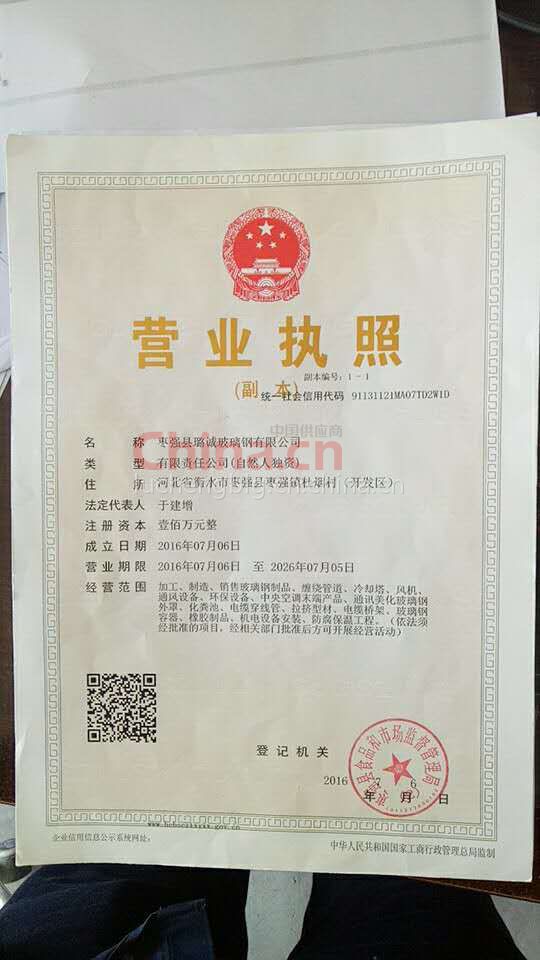 营业执照
(副 本)
副本编号：1－1
统一社会信用代码 91131121MA07TD2W1D
中国供应商
China.cn
名 称 枣强县璐诚玻璃钢有限公司
类 型 有限责任公司(自然人独资)
住 所 河北省衡水市枣强县枣强镇杜烟村（开发区）
法定代表人 于建增
注册资本 壹佰万元整
成立日期 2016年07月06日
营业期限 2016年07月06日 至 2026年07月05日
经营范围 加工、制造、销售玻璃钢制品、缠绕管道、冷却塔、风机、
通风设备、环保设备、中央空调末端产品、通讯美化玻璃钢
外罩、化粪池、电缆穿线管、拉挤型材、电缆桥架、玻璃钢
容器、橡胶制品、机电设备安装、防腐保温工程。（依法须
经批准的项目，经相关部门批准后方可开展经营活动）
登记机关
枣强县食品和市场监督管理局
2016 7 6
年 月 日
企业信用信息公示系统网址：
中华人民共和国国家工商行政管理总局监制